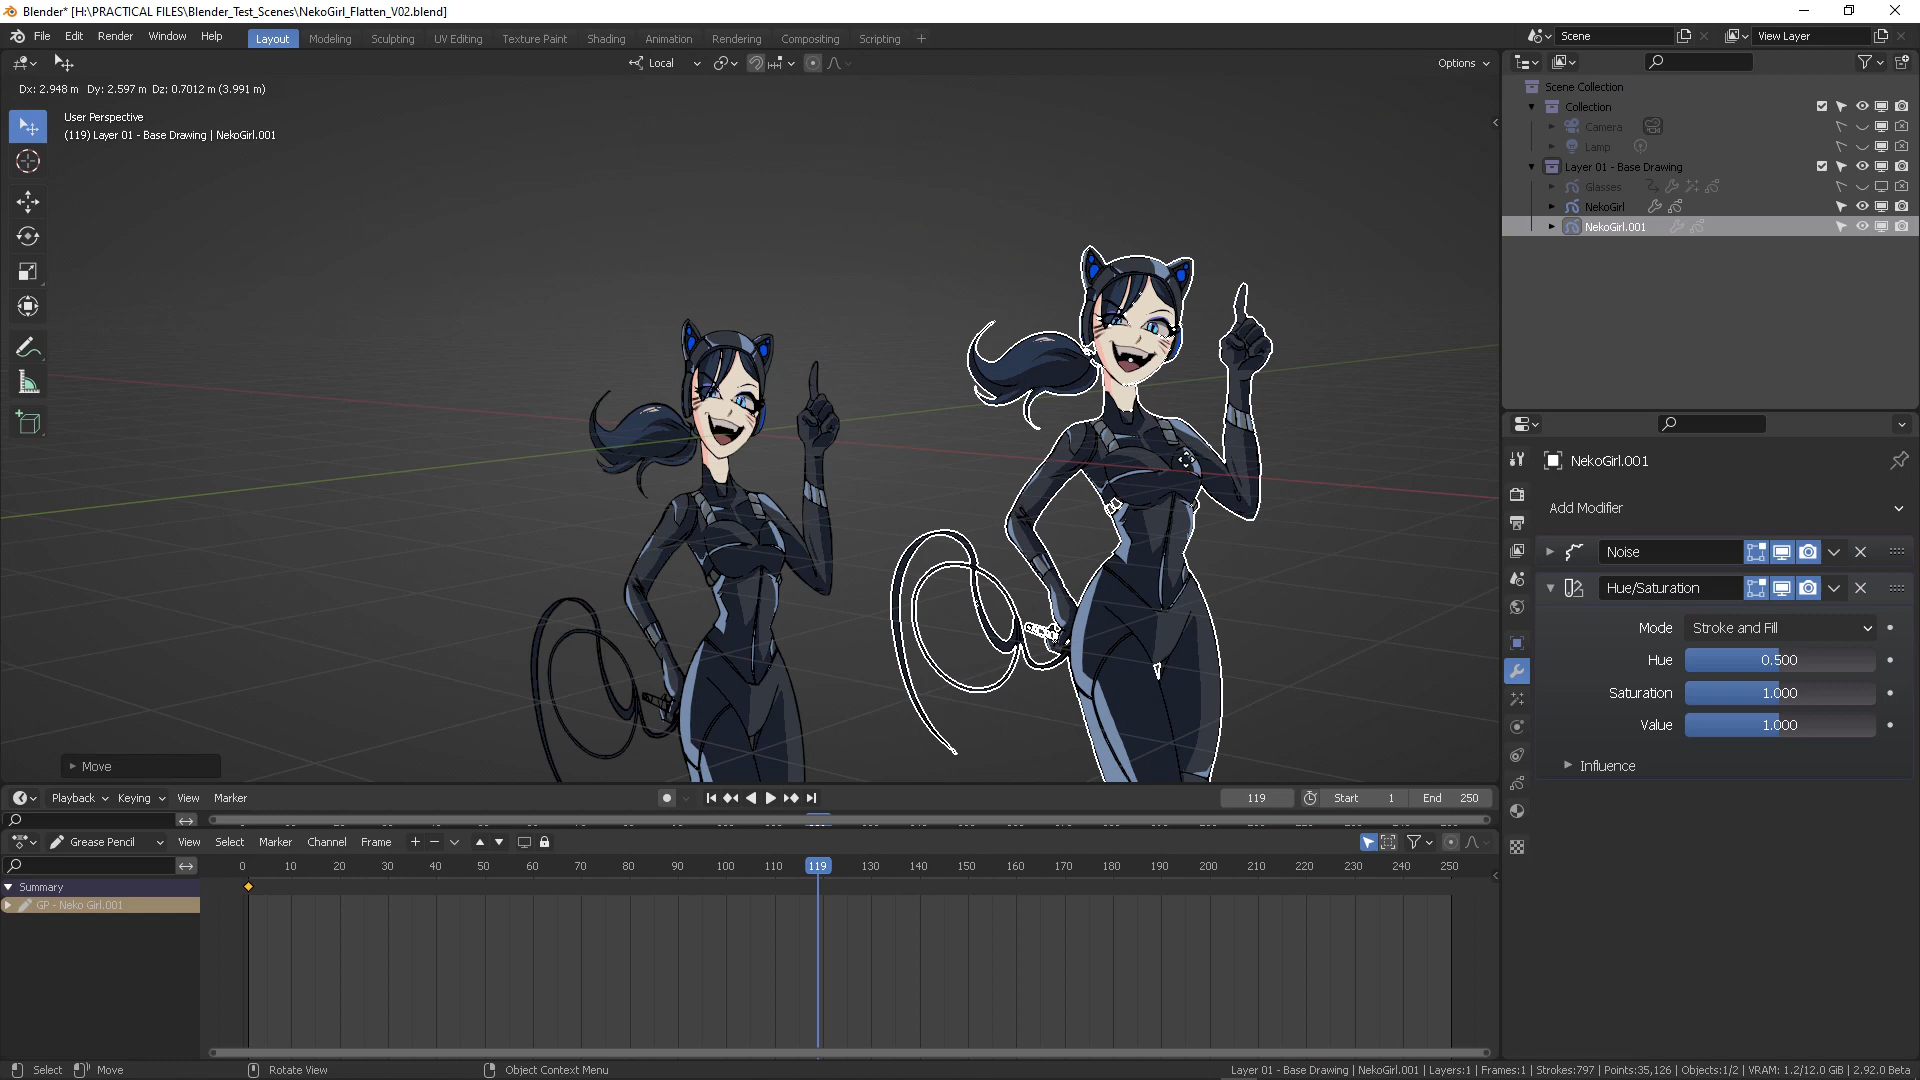 Blender* [H:\PRACTICAL FILES\Blender_Test_Scenes\NekoGirl_Flatten_V02.blend]
File Edit Render Window Help Layout Modeling Sculpting UV Editing Texture Paint Shading Animation Rendering Compositing Scripting Scene View Layer
Local Options
Dx: 2.948 m Dy: 2.597 m Dz: 0.7012 m (3.991 m)
User Perspective
(119) Layer 01 - Base Drawing | NekoGirl.001
Scene Collection
Collection
Camera
Lamp
Layer 01 - Base Drawing
Glasses
NekoGirl
NekoGirl.001
NekoGirl.001
Add Modifier
Noise
Hue/Saturation
Mode Stroke and Fill
Hue 0.500
Saturation 1.000
Value 1.000
Influence
Move
Playback Keying View Marker 119 Start 1 End 250
Grease Pencil View Select Marker Channel Frame
0 10 20 30 40 50 60 70 80 90 100 110 119 130 140 150 160 170 180 190 200 210 220 230 240 250
Summary
GP - Neko Girl.001
Select Move Rotate View Object Context Menu Layer 01 - Base Drawing | NekoGirl.001 | Layers:1 | Frames:1 | Strokes:797 | Points:35,126 | Objects:1/2 | VRAM: 1.2/12.0 GiB | 2.92.0 Beta